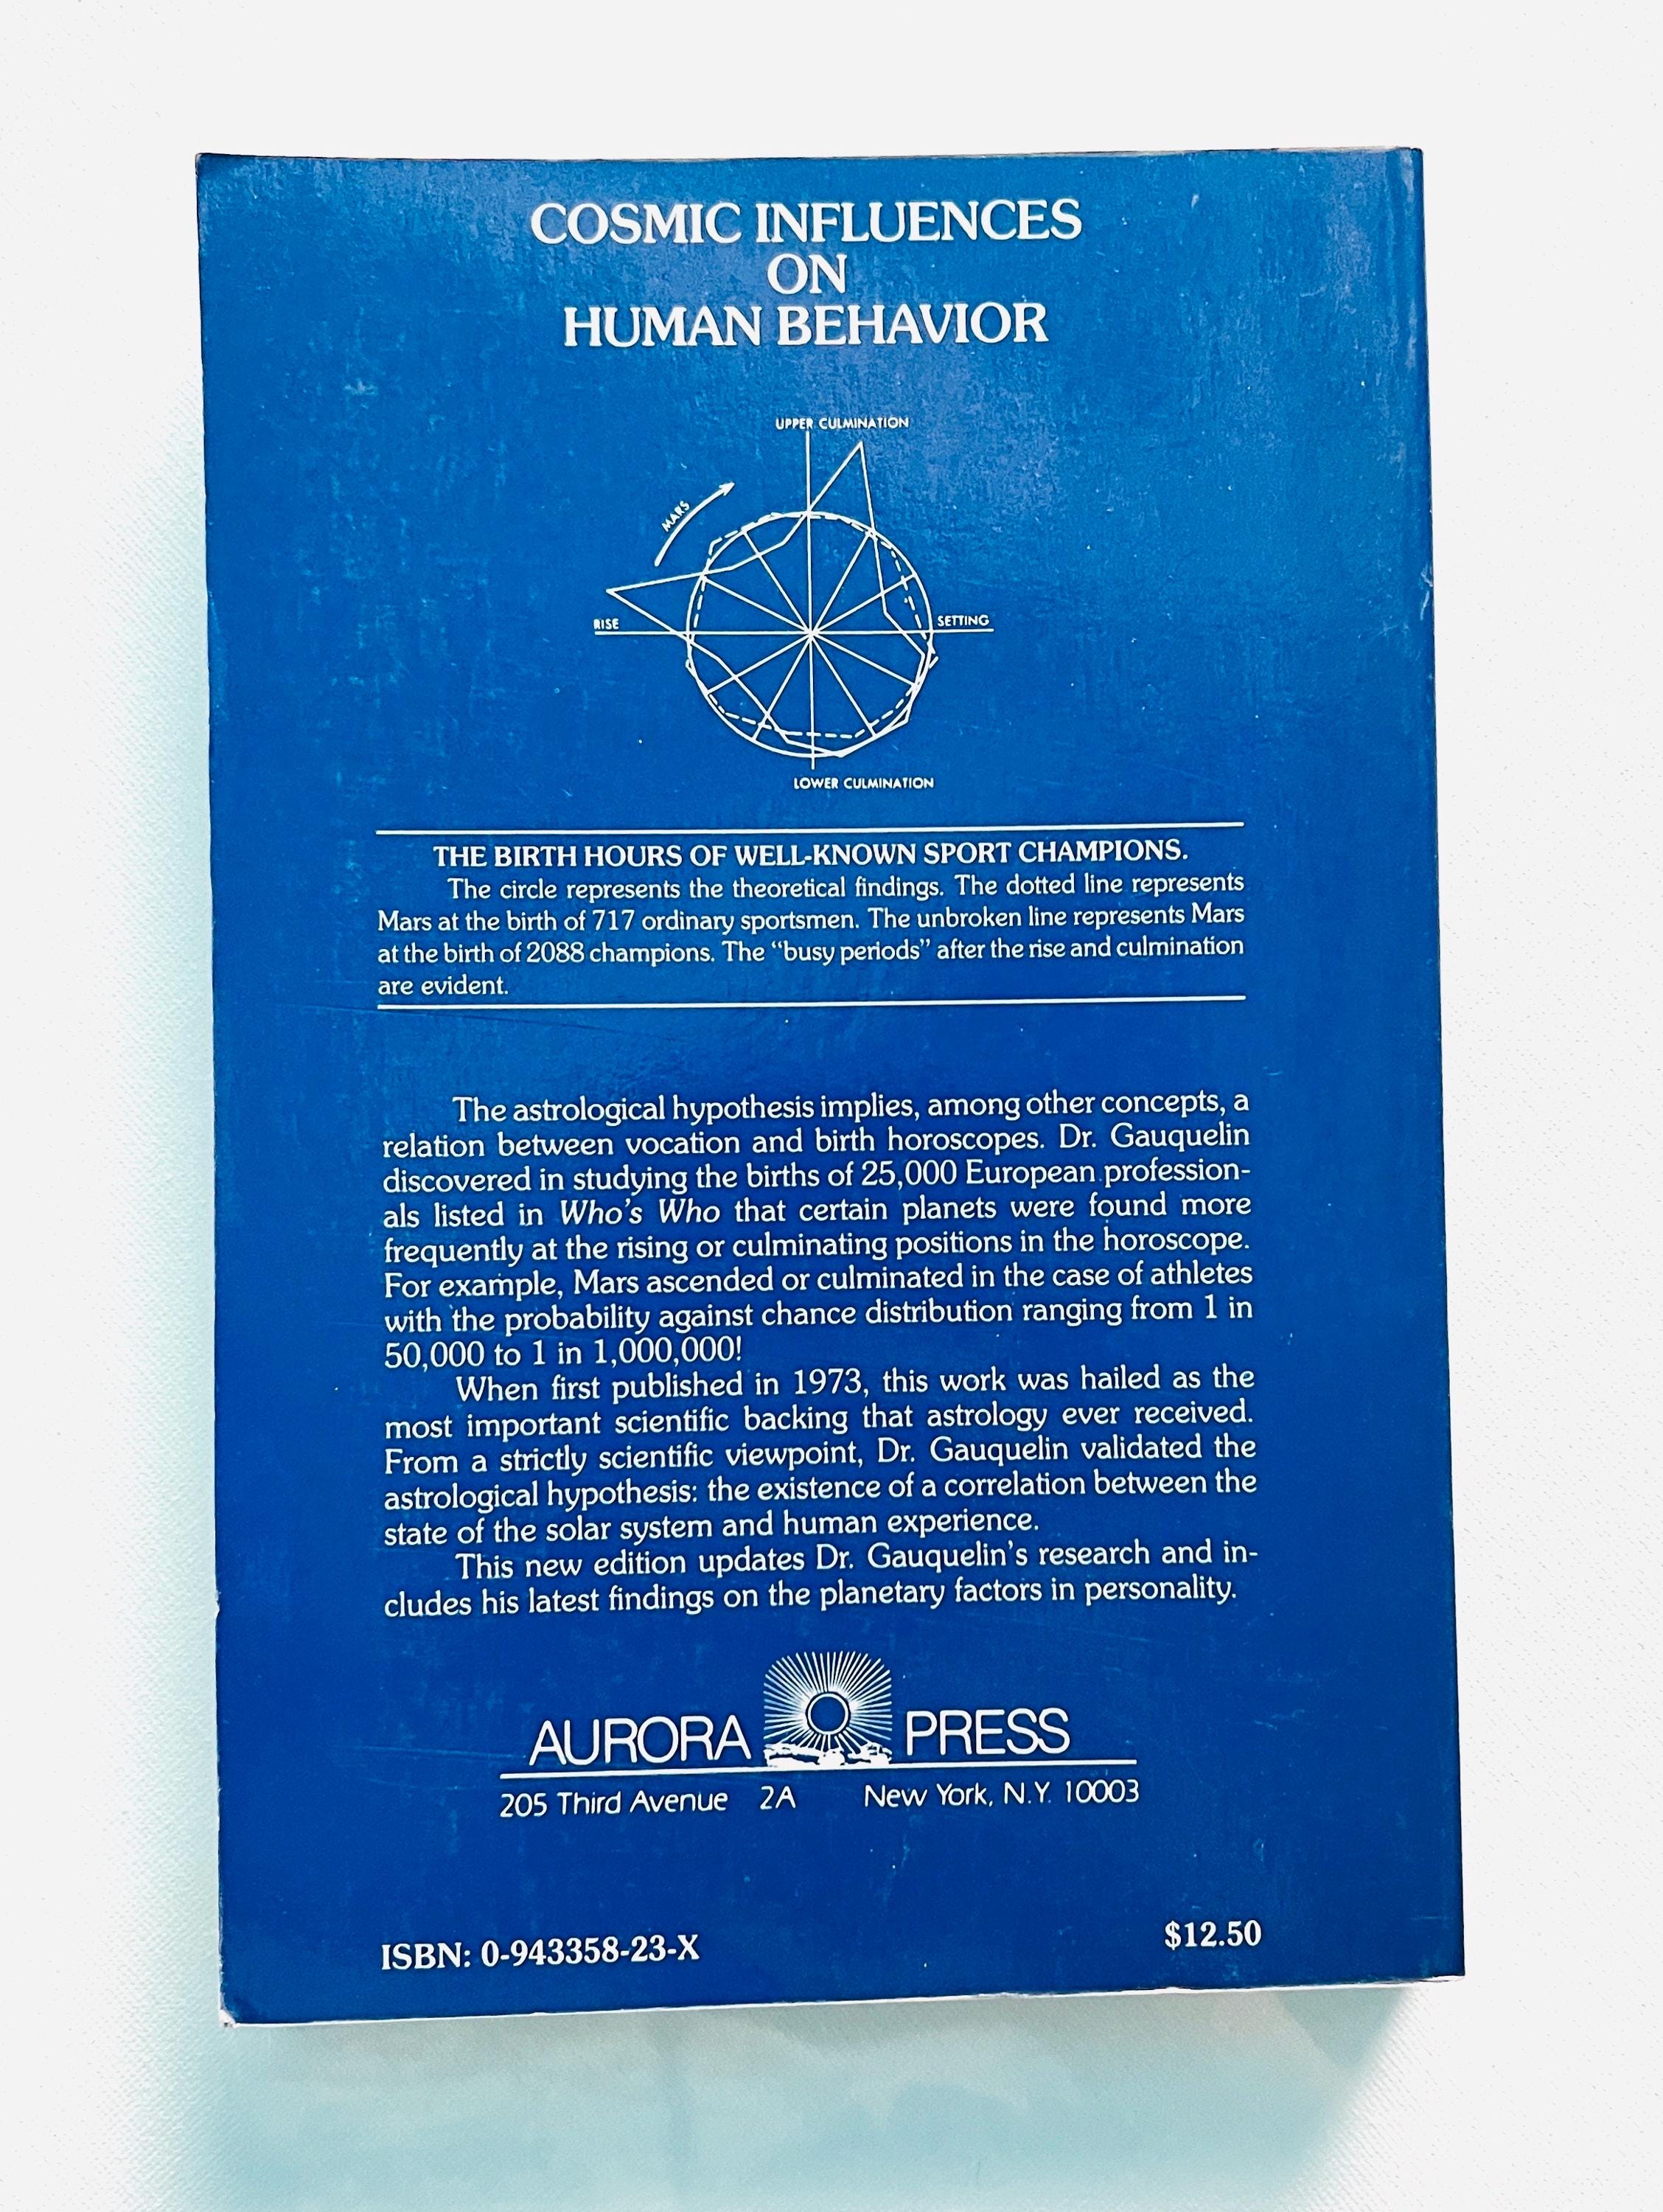 COSMIC INFLUENCES
ON
HUMAN BEHAVIOR
UPPER CULMINATION
MARS
RISE
SETTING
LOWER CULMINATION
THE BIRTH HOURS OF WELL-KNOWN SPORT CHAMPIONS.
The circle represents the theoretical findings. The dotted line represents
Mars at the birth of 717 ordinary sportsmen. The unbroken line represents Mars
at the birth of 2088 champions. The “busy periods” after the rise and culmination
are evident.
The astrological hypothesis implies, among other concepts, a
relation between vocation and birth horoscopes. Dr. Gauquelin
discovered in studying the births of 25,000 European profession-
als listed in Who’s Who that certain planets were found more
frequently at the rising or culminating positions in the horoscope.
For example, Mars ascended or culminated in the case of athletes
with the probability against chance distribution ranging from 1 in
50,000 to 1 in 1,000,000!
When first published in 1973, this work was hailed as the
most important scientific backing that astrology ever received.
From a strictly scientific viewpoint, Dr. Gauquelin validated the
astrological hypothesis: the existence of a correlation between the
state of the solar system and human experience.
This new edition updates Dr. Gauquelin’s research and in-
cludes his latest findings on the planetary factors in personality.
AURORA PRESS
205 Third Avenue 2A New York, N.Y. 10003
ISBN: 0-943358-23-X
$12.50